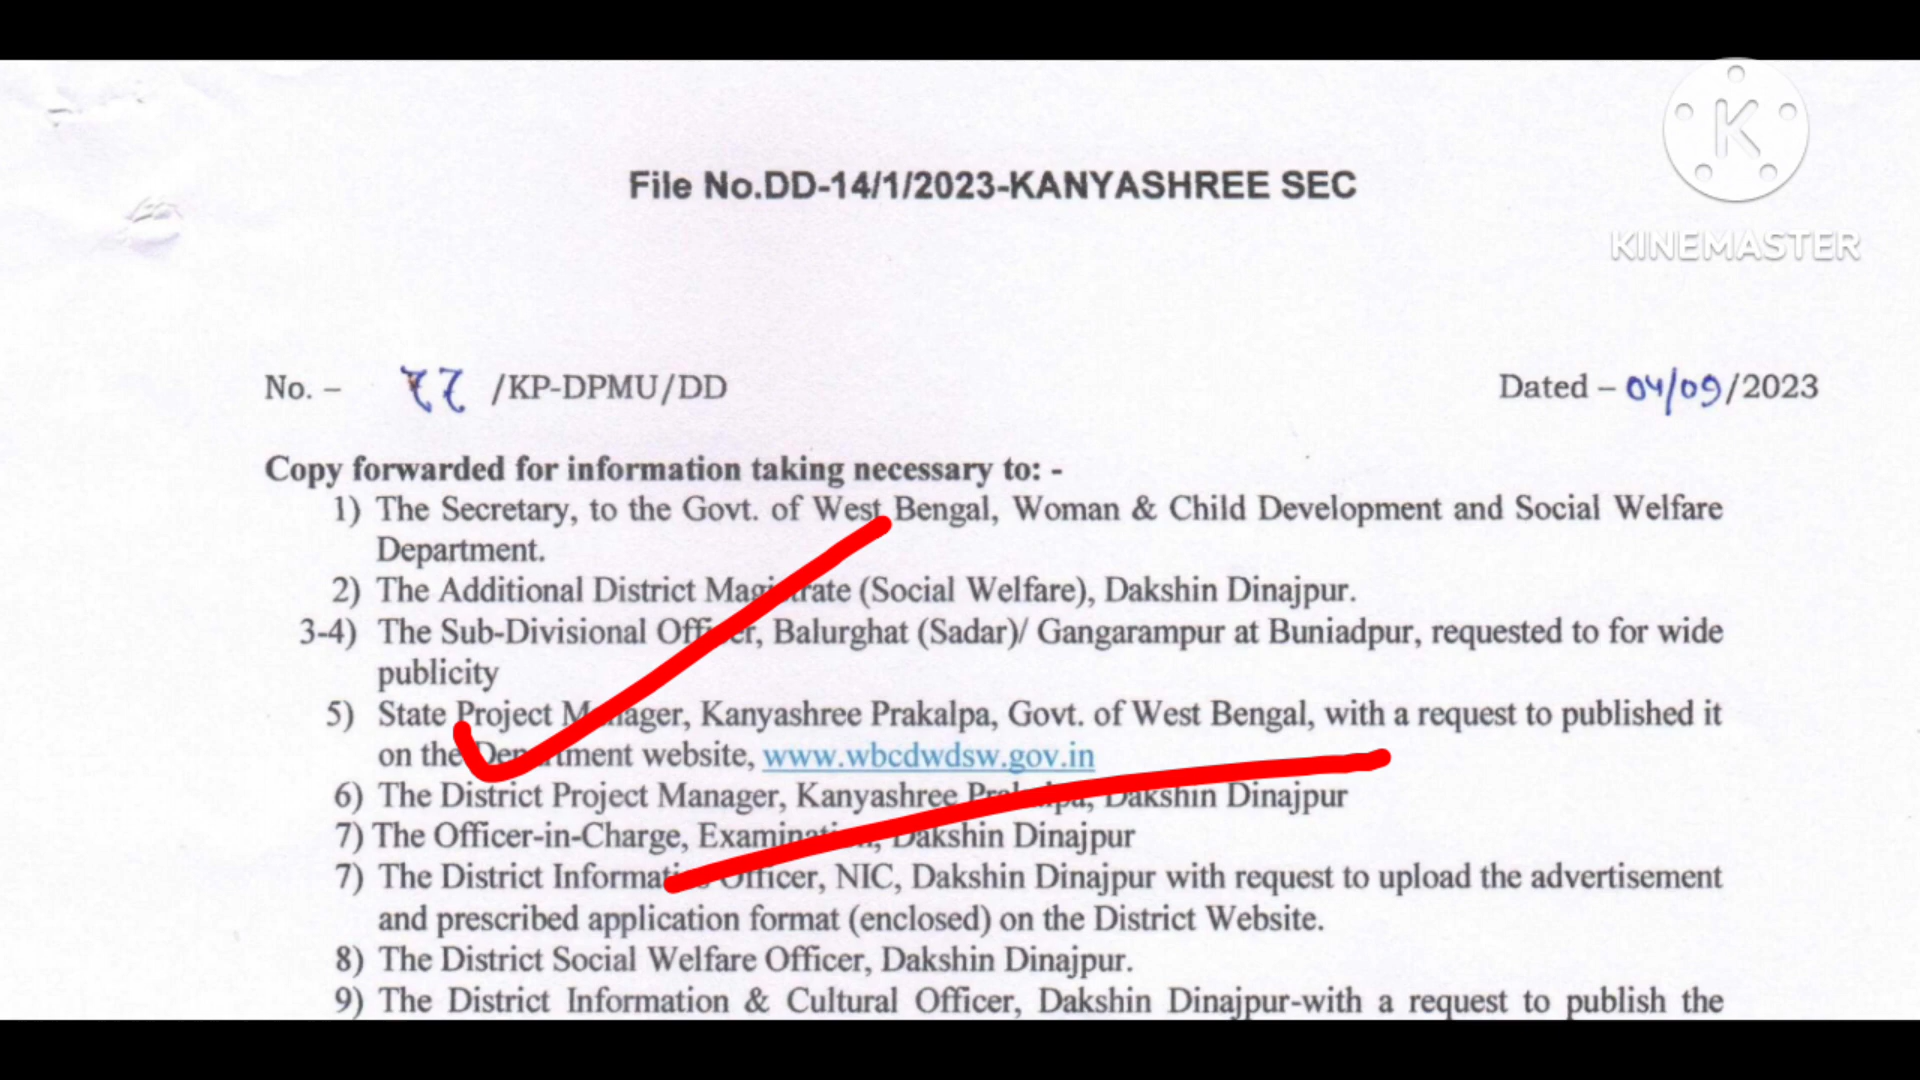 File No.DD-14/1/2023-KANYASHREE SEC
KINEMASTER
No. – 77 /KP-DPMU/DD
Dated – 04/09/2023
Copy forwarded for information taking necessary to: -
1) The Secretary, to the Govt. of West Bengal, Woman & Child Development and Social Welfare
Department.
2) The Additional District Magistrate (Social Welfare), Dakshin Dinajpur.
3-4) The Sub-Divisional Officer, Balurghat (Sadar)/ Gangarampur at Buniadpur, requested to for wide
publicity
5) State Project Manager, Kanyashree Prakalpa, Govt. of West Bengal, with a request to published it
on the Department website, www.wbcdwdsw.gov.in
6) The District Project Manager, Kanyashree Prakalpa, Dakshin Dinajpur
7) The Officer-in-Charge, Examination, Dakshin Dinajpur
7) The District Informatics Officer, NIC, Dakshin Dinajpur with request to upload the advertisement
and prescribed application format (enclosed) on the District Website.
8) The District Social Welfare Officer, Dakshin Dinajpur.
9) The District Information & Cultural Officer, Dakshin Dinajpur-with a request to publish the